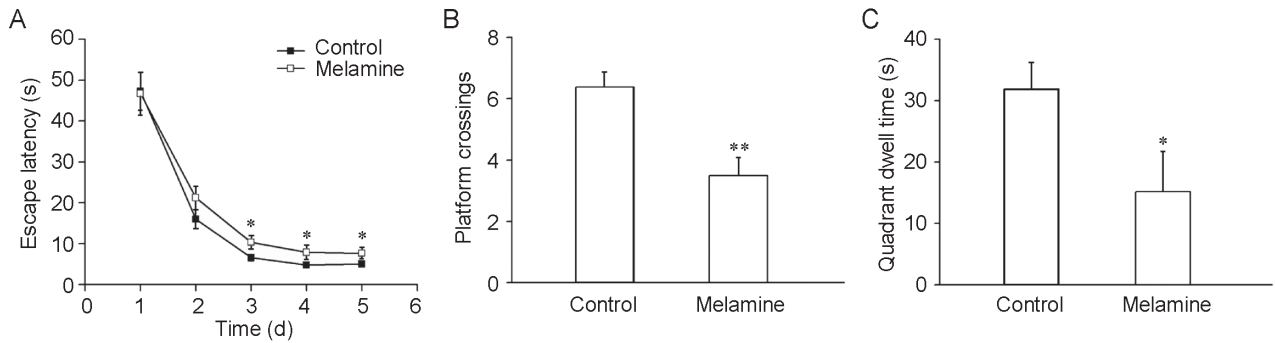 A
Escape latency (s)
60
50
40
30
20
10
0
Control
Melamine
*
*
*
0
1
2
3
4
5
6
Time (d)
B
Platform crossings
8
6
4
2
0
**
Control
Melamine
C
Quadrant dwell time (s)
40
30
20
10
0
*
Control
Melamine